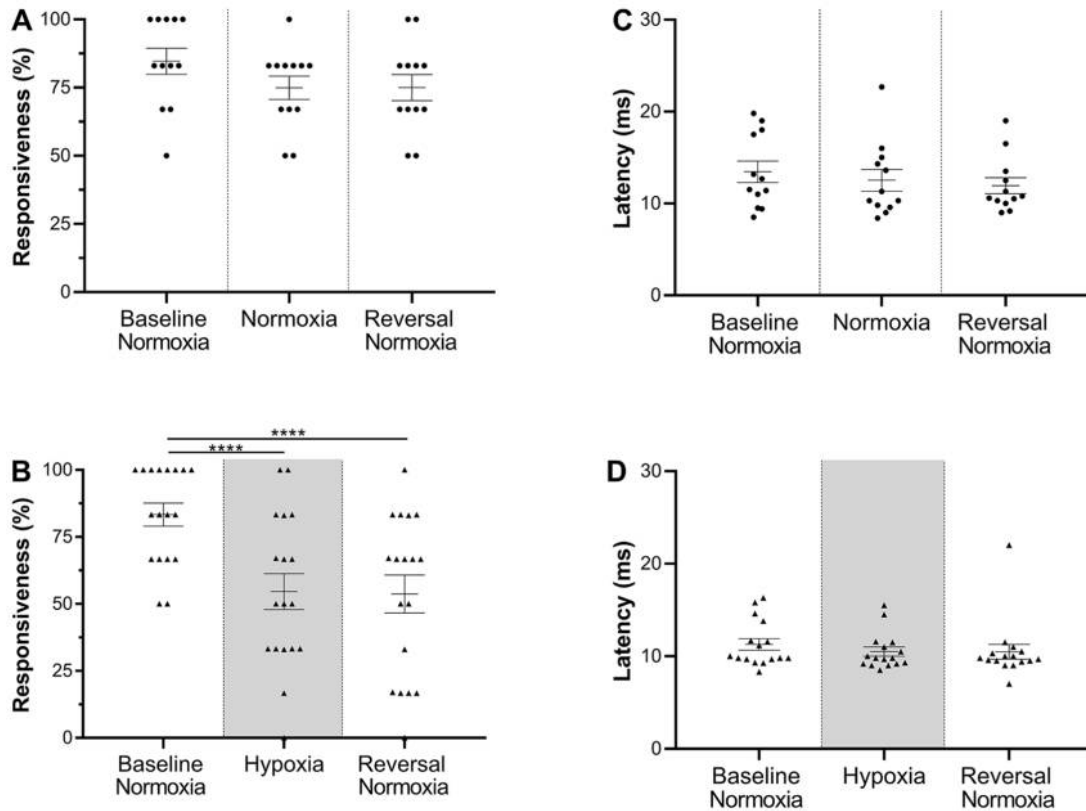 A
Responsiveness (%)
100
75
50
25
0
Baseline
Normoxia
Normoxia
Reversal
Normoxia
C
Latency (ms)
30
20
10
0
Baseline
Normoxia
Normoxia
Reversal
Normoxia
B
Responsiveness (%)
****
****
100
75
50
25
0
Baseline
Normoxia
Hypoxia
Reversal
Normoxia
D
Latency (ms)
30
20
10
0
Baseline
Normoxia
Hypoxia
Reversal
Normoxia